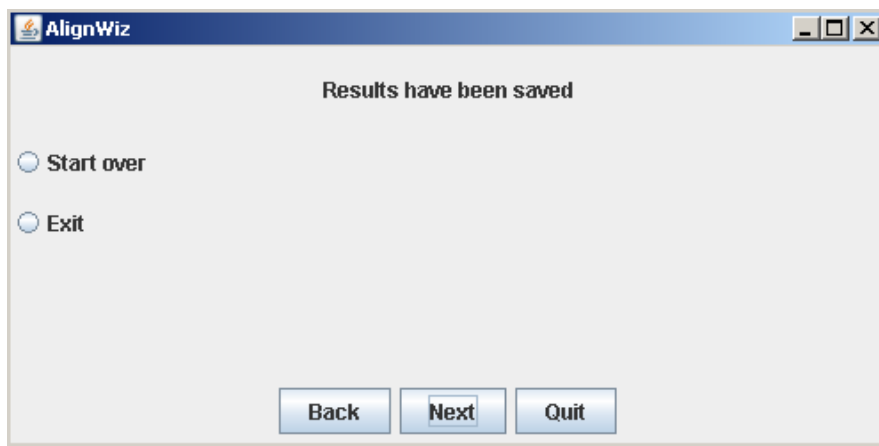 AlignWiz
Results have been saved
Start over
Exit
Back Next Quit